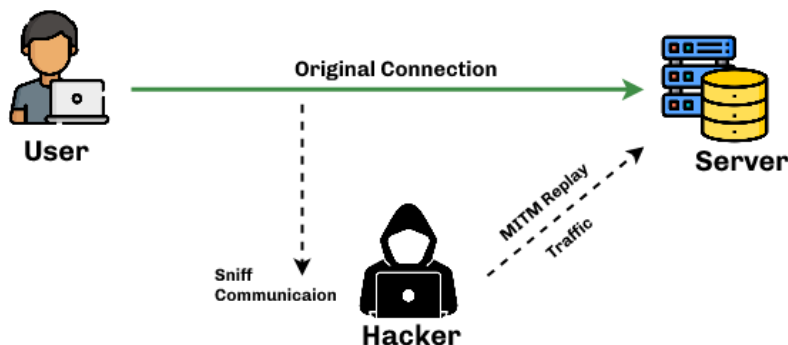 Original Connection
User
Server
MITM Replay
Traffic
Sniff
Communicaion
Hacker